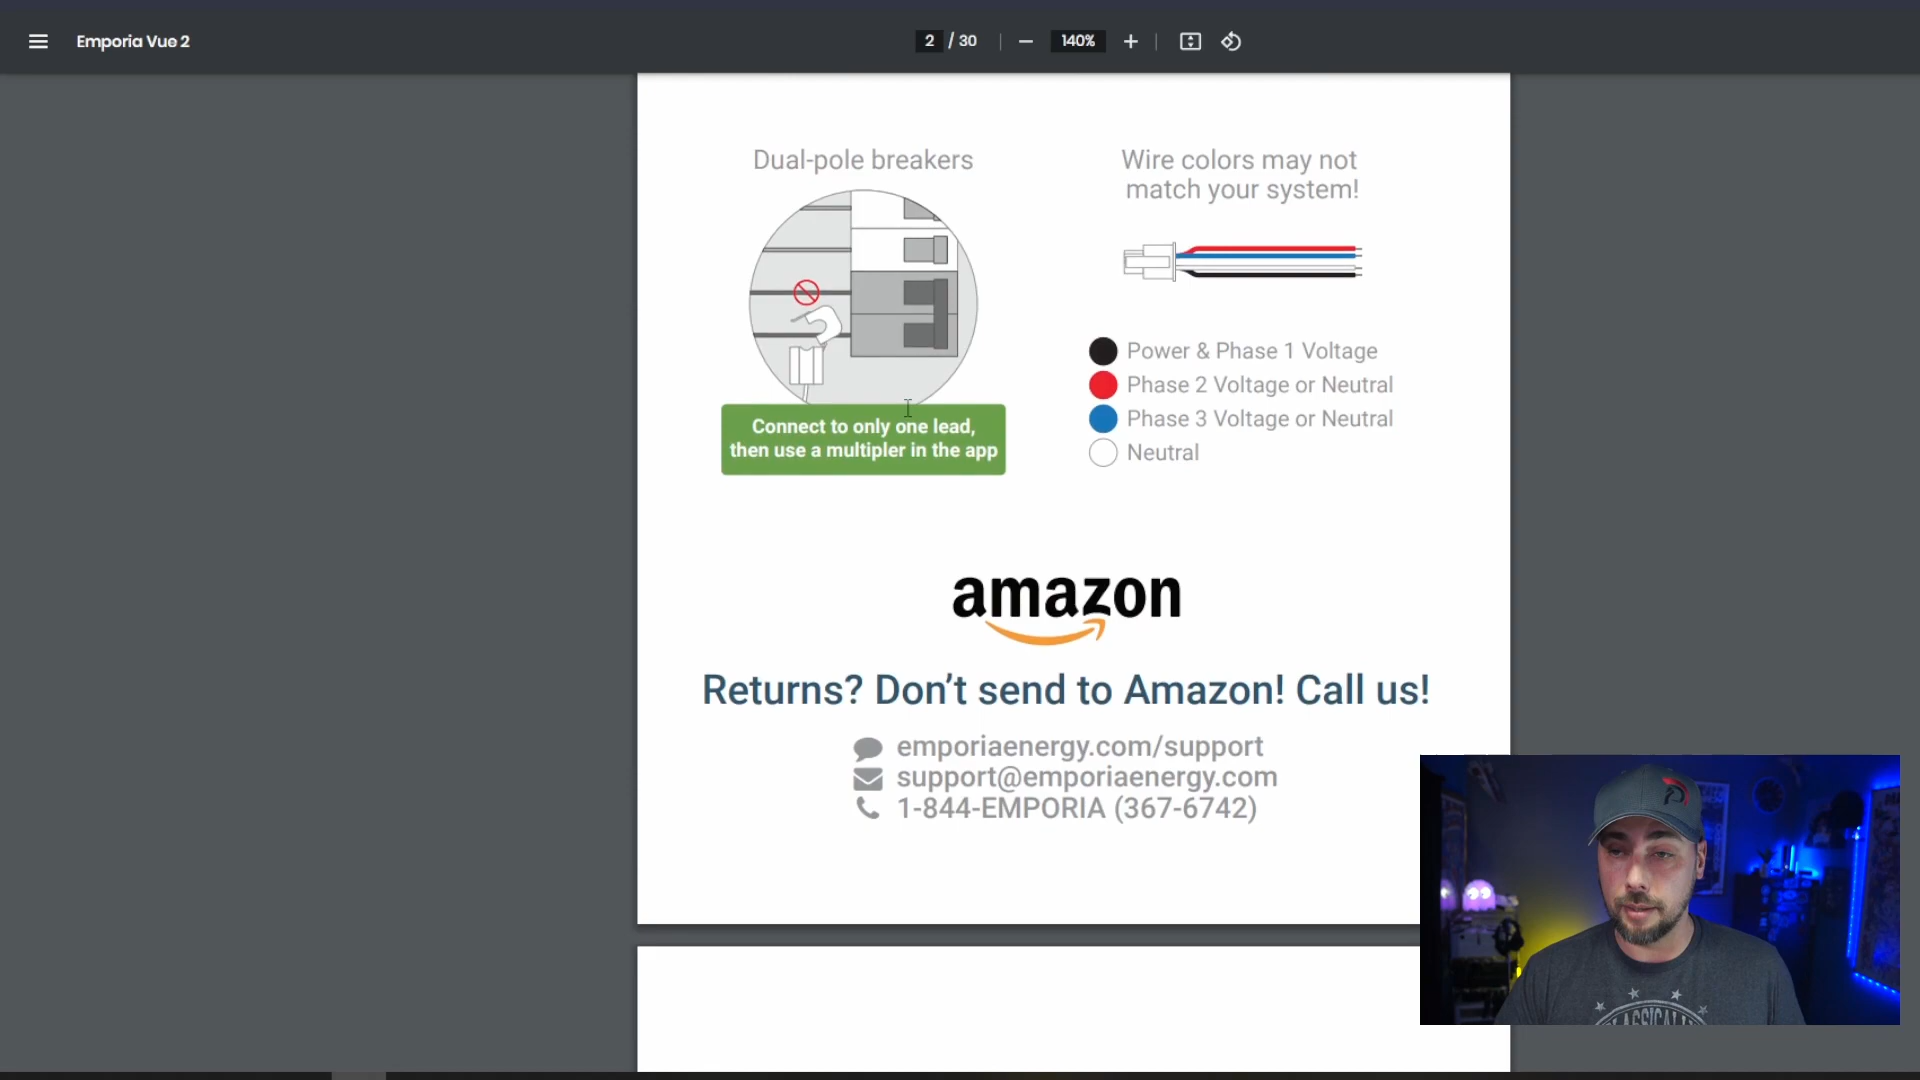 Emporia Vue 2
2 / 30
140%
Dual-pole breakers
Connect to only one lead,
then use a multipler in the app
Wire colors may not
match your system!
Power & Phase 1 Voltage
Phase 2 Voltage or Neutral
Phase 3 Voltage or Neutral
Neutral
amazon
Returns? Don't send to Amazon! Call us!
emporiaenergy.com/support
support@emporiaenergy.com
1-844-EMPORIA (367-6742)